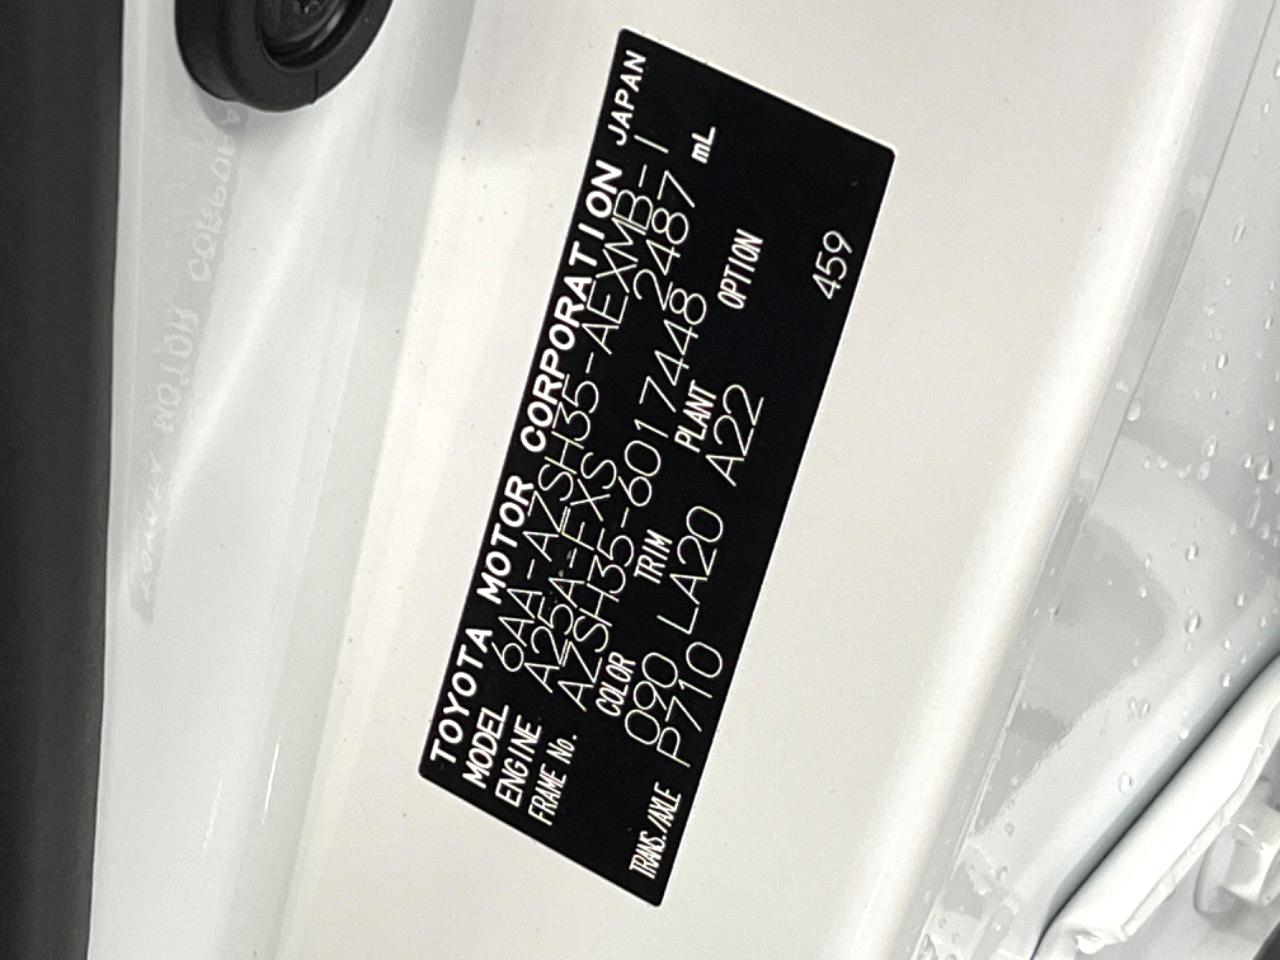 TOYOTA MOTOR CORPORATION JAPAN
MODEL 6AA-AZSH35-AEXMB-I
ENGINE A25A-FXS 2487 mL
FRAME No. AZSH35-6017448
COLOR TRIM PLANT OPTION
090 LA20 A22
TRANS./AXLE P710 459